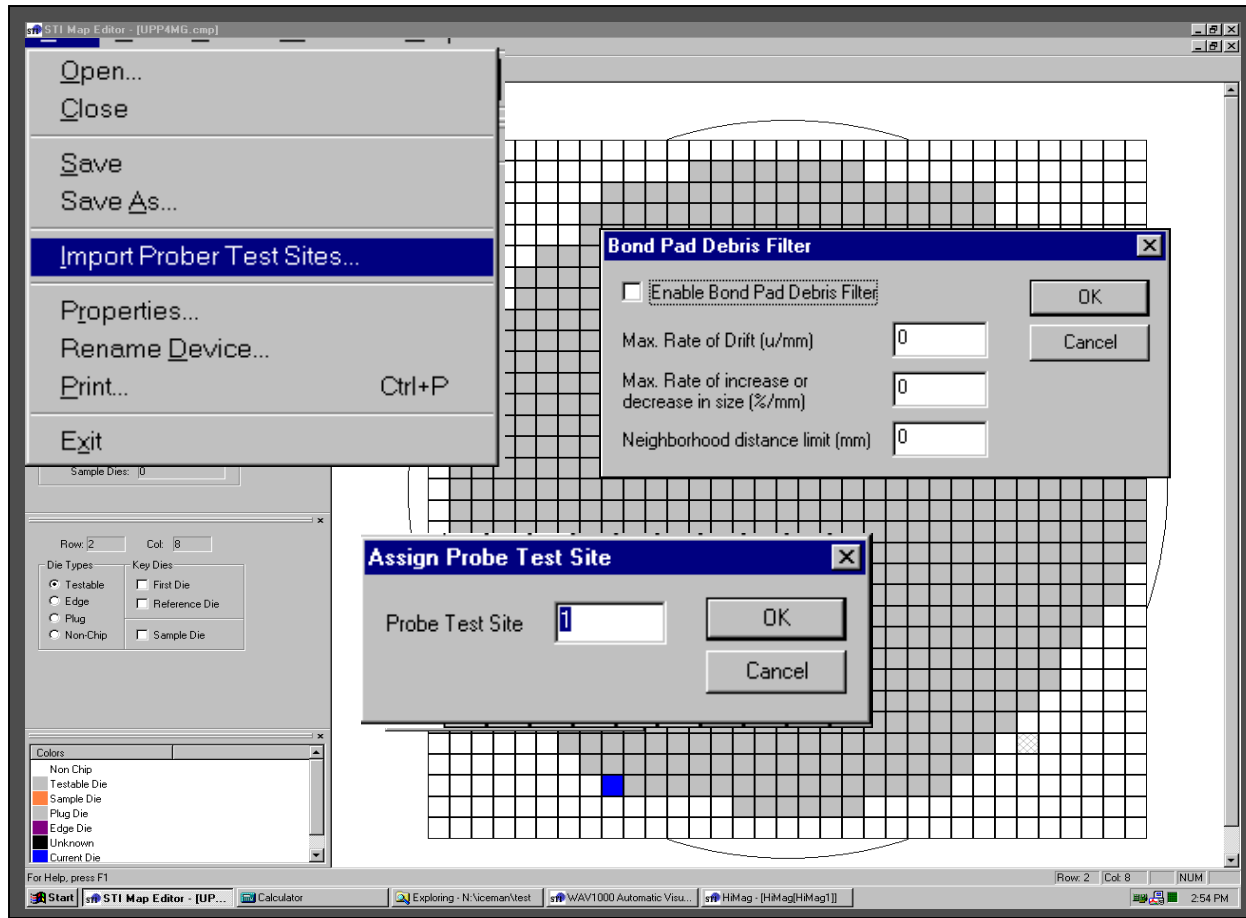 STI Map Editor - [UPP4MG.cmp]
Open...
Close
Save
Save As...
Import Prober Test Sites...
Properties...
Rename Device...
Print... Ctrl+P
Exit
Bond Pad Debris Filter
Enable Bond Pad Debris Filter
OK
Max. Rate of Drift (u/mm) 0
Cancel
Max. Rate of increase or
decrease in size (%/mm) 0
Neighborhood distance limit (mm) 0
Sample Dies: 0
Row: 2 Col: 8
Die Types Key Dies
Testable First Die
Edge Reference Die
Plug
Non-Chip Sample Die
Assign Probe Test Site
Probe Test Site 1 OK
Cancel
Colors
Non Chip
Testable Die
Sample Die
Plug Die
Edge Die
Unknown
Current Die
For Help, press F1 Row: 2 Col: 8 NUM
Start STI Map Editor - [UP... Calculator Exploring - N:\iceman\test WAV1000 Automatic Visu... HiMag - [HiMag[HiMag1]] 2:54 PM